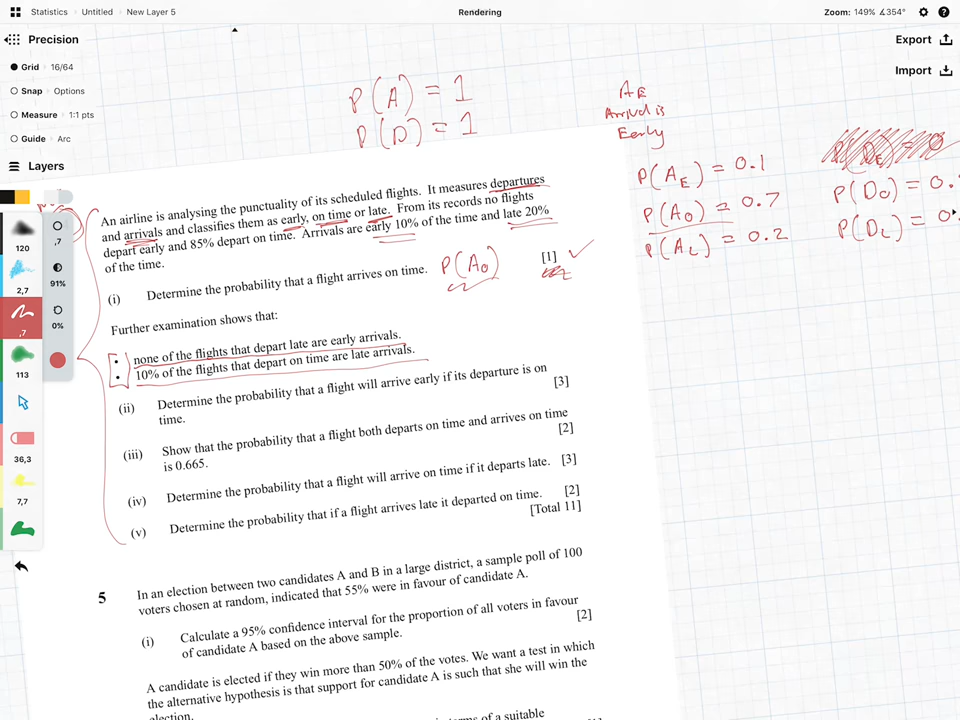 Statistics Untitled New Layer 5
Rendering
Zoom: 149% ∡354°
Precision
Grid 16/64
Snap Options
Measure 1:1 pts
Guide Arc
Layers
Export
Import
120
2,7
,7
113
36,3
7,7
,7
91%
0%
P(A) = 1
P(D) = 1
AE
Arrival is
Early
P(AE) = 0.1
P(AO) = 0.7
P(AL) = 0.2
P(DO) = 0.
P(DL) = 0.
An airline is analysing the punctuality of its scheduled flights. It measures departures
and arrivals and classifies them as early, on time or late. From its records no flights
depart early and 85% depart on time. Arrivals are early 10% of the time and late 20%
of the time.
(i) Determine the probability that a flight arrives on time. P(AO) [1]
Further examination shows that:
• none of the flights that depart late are early arrivals.
• 10% of the flights that depart on time are late arrivals.
(ii) Determine the probability that a flight will arrive early if its departure is on
time. [3]
(iii) Show that the probability that a flight both departs on time and arrives on time
is 0.665. [2]
(iv) Determine the probability that a flight will arrive on time if it departs late. [3]
(v) Determine the probability that if a flight arrives late it departed on time. [2]
[Total 11]
5 In an election between two candidates A and B in a large district, a sample poll of 100
voters chosen at random, indicated that 55% were in favour of candidate A.
(i) Calculate a 95% confidence interval for the proportion of all voters in favour
of candidate A based on the above sample. [2]
A candidate is elected if they win more than 50% of the votes. We want a test in which
the alternative hypothesis is that support for candidate A is such that she will win the
election.
terms of a suitable